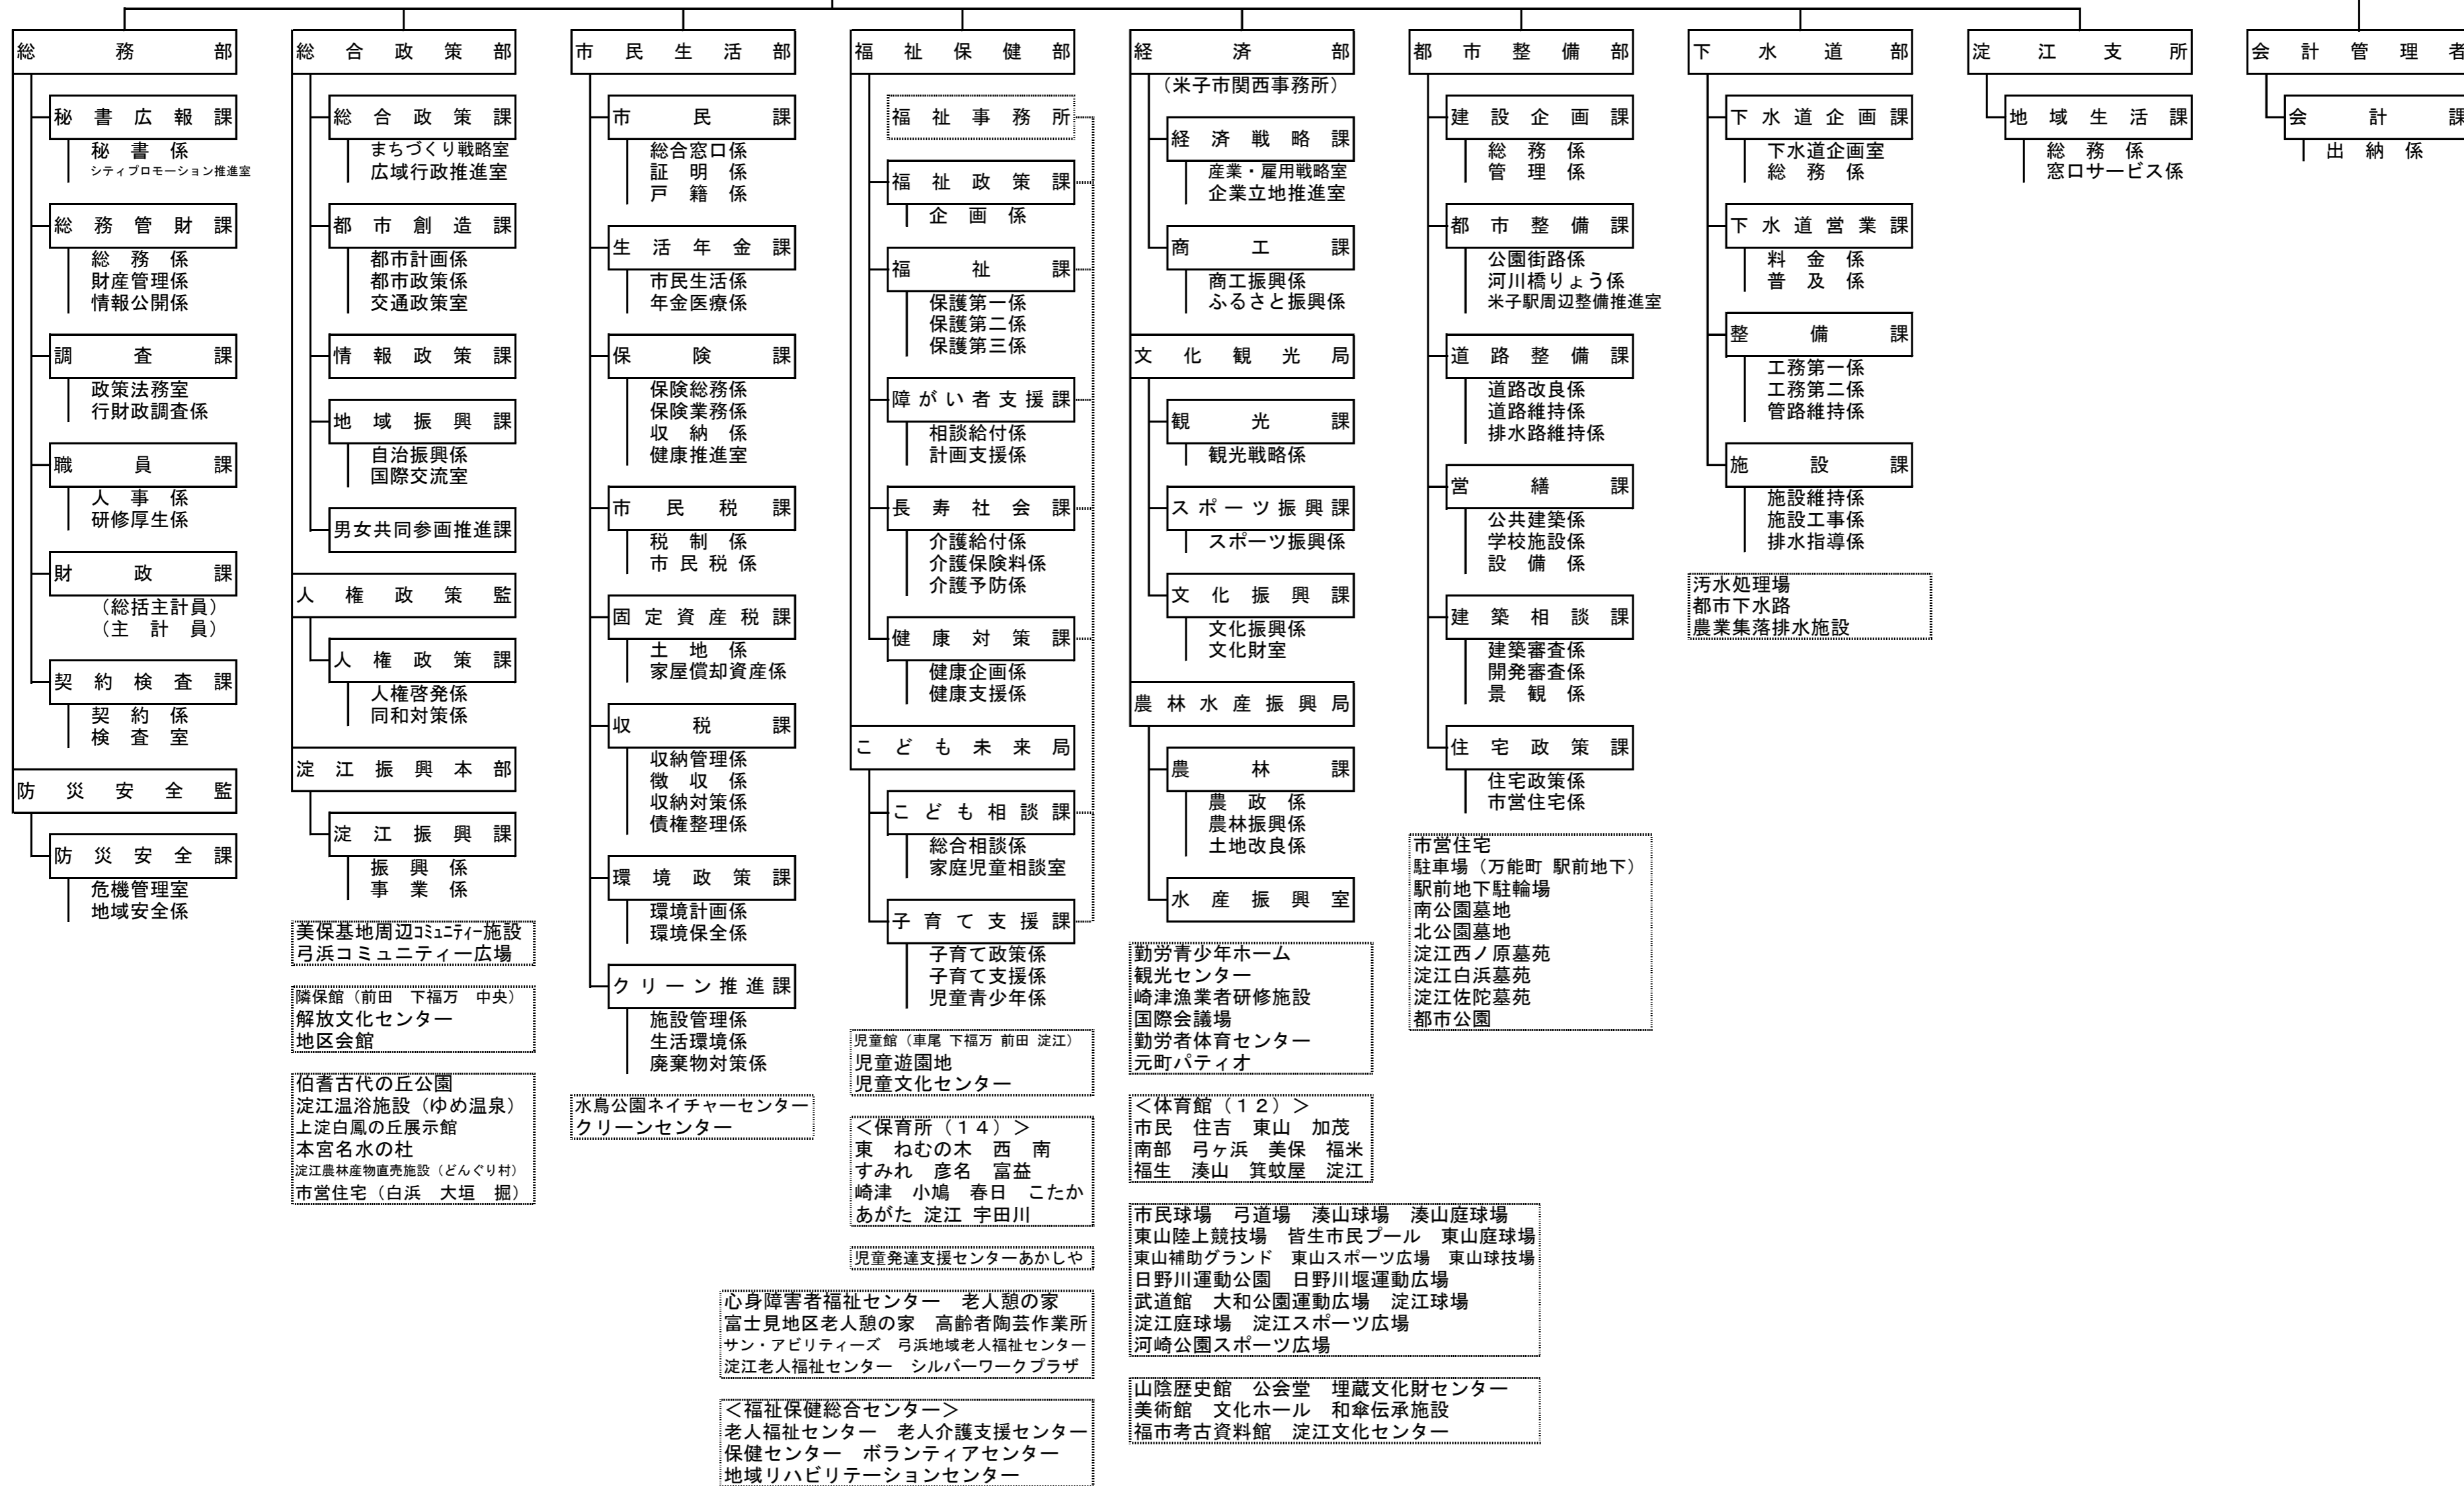 総務部
秘書広報課
秘書係
シティプロモーション推進室
総務管財課
総務係
財産管理係
情報公開係
調査課
政策法務室
行財政調査係
職員課
人事係
研修厚生係
財政課
（総括主計員）
（主計員）
契約検査課
契約係
検査室
防災安全監
防災安全課
危機管理室
地域安全係
総合政策部
総合政策課
まちづくり戦略室
広域行政推進室
都市創造課
都市計画係
都市政策係
交通政策室
情報政策課
地域振興課
自治振興係
国際交流室
男女共同参画推進課
人権政策監
人権政策課
人権啓発係
同和対策係
淀江振興本部
淀江振興課
振興係
事業係
美保基地周辺ｺﾐｭﾆﾃｨｰ施設
弓浜コミュニティー広場
隣保館（前田　下福万　中央）
解放文化センター
地区会館
伯耆古代の丘公園
淀江温浴施設（ゆめ温泉）
上淀白鳳の丘展示館
本宮名水の杜
淀江農林産物直売施設（どんぐり村）
市営住宅（白浜　大垣　掘）
市民生活部
市民課
総合窓口係
証明係
戸籍係
生活年金課
市民生活係
年金医療係
保険課
保険総務係
保険業務係
収納係
健康推進室
市民税課
税制係
市民税係
固定資産税課
土地係
家屋償却資産係
収税課
収納管理係
徴収係
収納対策係
債権整理係
環境政策課
環境計画係
環境保全係
クリーン推進課
施設管理係
生活環境係
廃棄物対策係
水鳥公園ネイチャーセンター
クリーンセンター
福祉保健部
福祉事務所
福祉政策課
企画係
福祉課
保護第一係
保護第二係
保護第三係
障がい者支援課
相談給付係
計画支援係
長寿社会課
介護給付係
介護保険料係
介護予防係
健康対策課
健康企画係
健康支援係
こども未来局
こども相談課
総合相談係
家庭児童相談室
子育て支援課
子育て政策係
子育て支援係
児童青少年係
児童館（車尾 下福万 前田 淀江）
児童遊園地
児童文化センター
＜保育所（１４）＞
東　ねむの木　西　南
すみれ　彦名　富益
崎津　小鳩　春日　こたか
あがた 淀江 宇田川
児童発達支援センターあかしや
心身障害者福祉センター　老人憩の家
富士見地区老人憩の家　高齢者陶芸作業所
サン・アビリティーズ　弓浜地域老人福祉センター
淀江老人福祉センター　シルバーワークプラザ
＜福祉保健総合センター＞
老人福祉センター　老人介護支援センター
保健センター　ボランティアセンター
地域リハビリテーションセンター
経済部
（米子市関西事務所）
経済戦略課
産業・雇用戦略室
企業立地推進室
商工課
商工振興係
ふるさと振興係
文化観光局
観光課
観光戦略係
スポーツ振興課
スポーツ振興係
文化振興課
文化振興係
文化財室
農林水産振興局
農林課
農政係
農林振興係
土地改良係
水産振興室
勤労青少年ホーム
観光センター
崎津漁業者研修施設
国際会議場
勤労者体育センター
元町パティオ
＜体育館（１２）＞
市民　住吉　東山　加茂
南部　弓ヶ浜　美保　福米
福生　湊山　箕蚊屋　淀江
市民球場　弓道場　湊山球場　湊山庭球場
東山陸上競技場　皆生市民プール　東山庭球場
東山補助グランド　東山スポーツ広場　東山球技場
日野川運動公園　日野川堰運動広場
武道館　大和公園運動広場　淀江球場
淀江庭球場　淀江スポーツ広場
河崎公園スポーツ広場
山陰歴史館　公会堂　埋蔵文化財センター
美術館　文化ホール　和傘伝承施設
福市考古資料館　淀江文化センター
都市整備部
建設企画課
総務係
管理係
都市整備課
公園街路係
河川橋りょう係
米子駅周辺整備推進室
道路整備課
道路改良係
道路維持係
排水路維持係
営繕課
公共建築係
学校施設係
設備係
建築相談課
建築審査係
開発審査係
景観係
住宅政策課
住宅政策係
市営住宅係
市営住宅
駐車場（万能町 駅前地下）
駅前地下駐輪場
南公園墓地
北公園墓地
淀江西ノ原墓苑
淀江白浜墓苑
淀江佐陀墓苑
都市公園
下水道部
下水道企画課
下水道企画室
総務係
下水道営業課
料金係
普及係
整備課
工務第一係
工務第二係
管路維持係
施設課
施設維持係
施設工事係
排水指導係
汚水処理場
都市下水路
農業集落排水施設
淀江支所
地域生活課
総務係
窓口サービス係
会計管理者
会計課
出納係